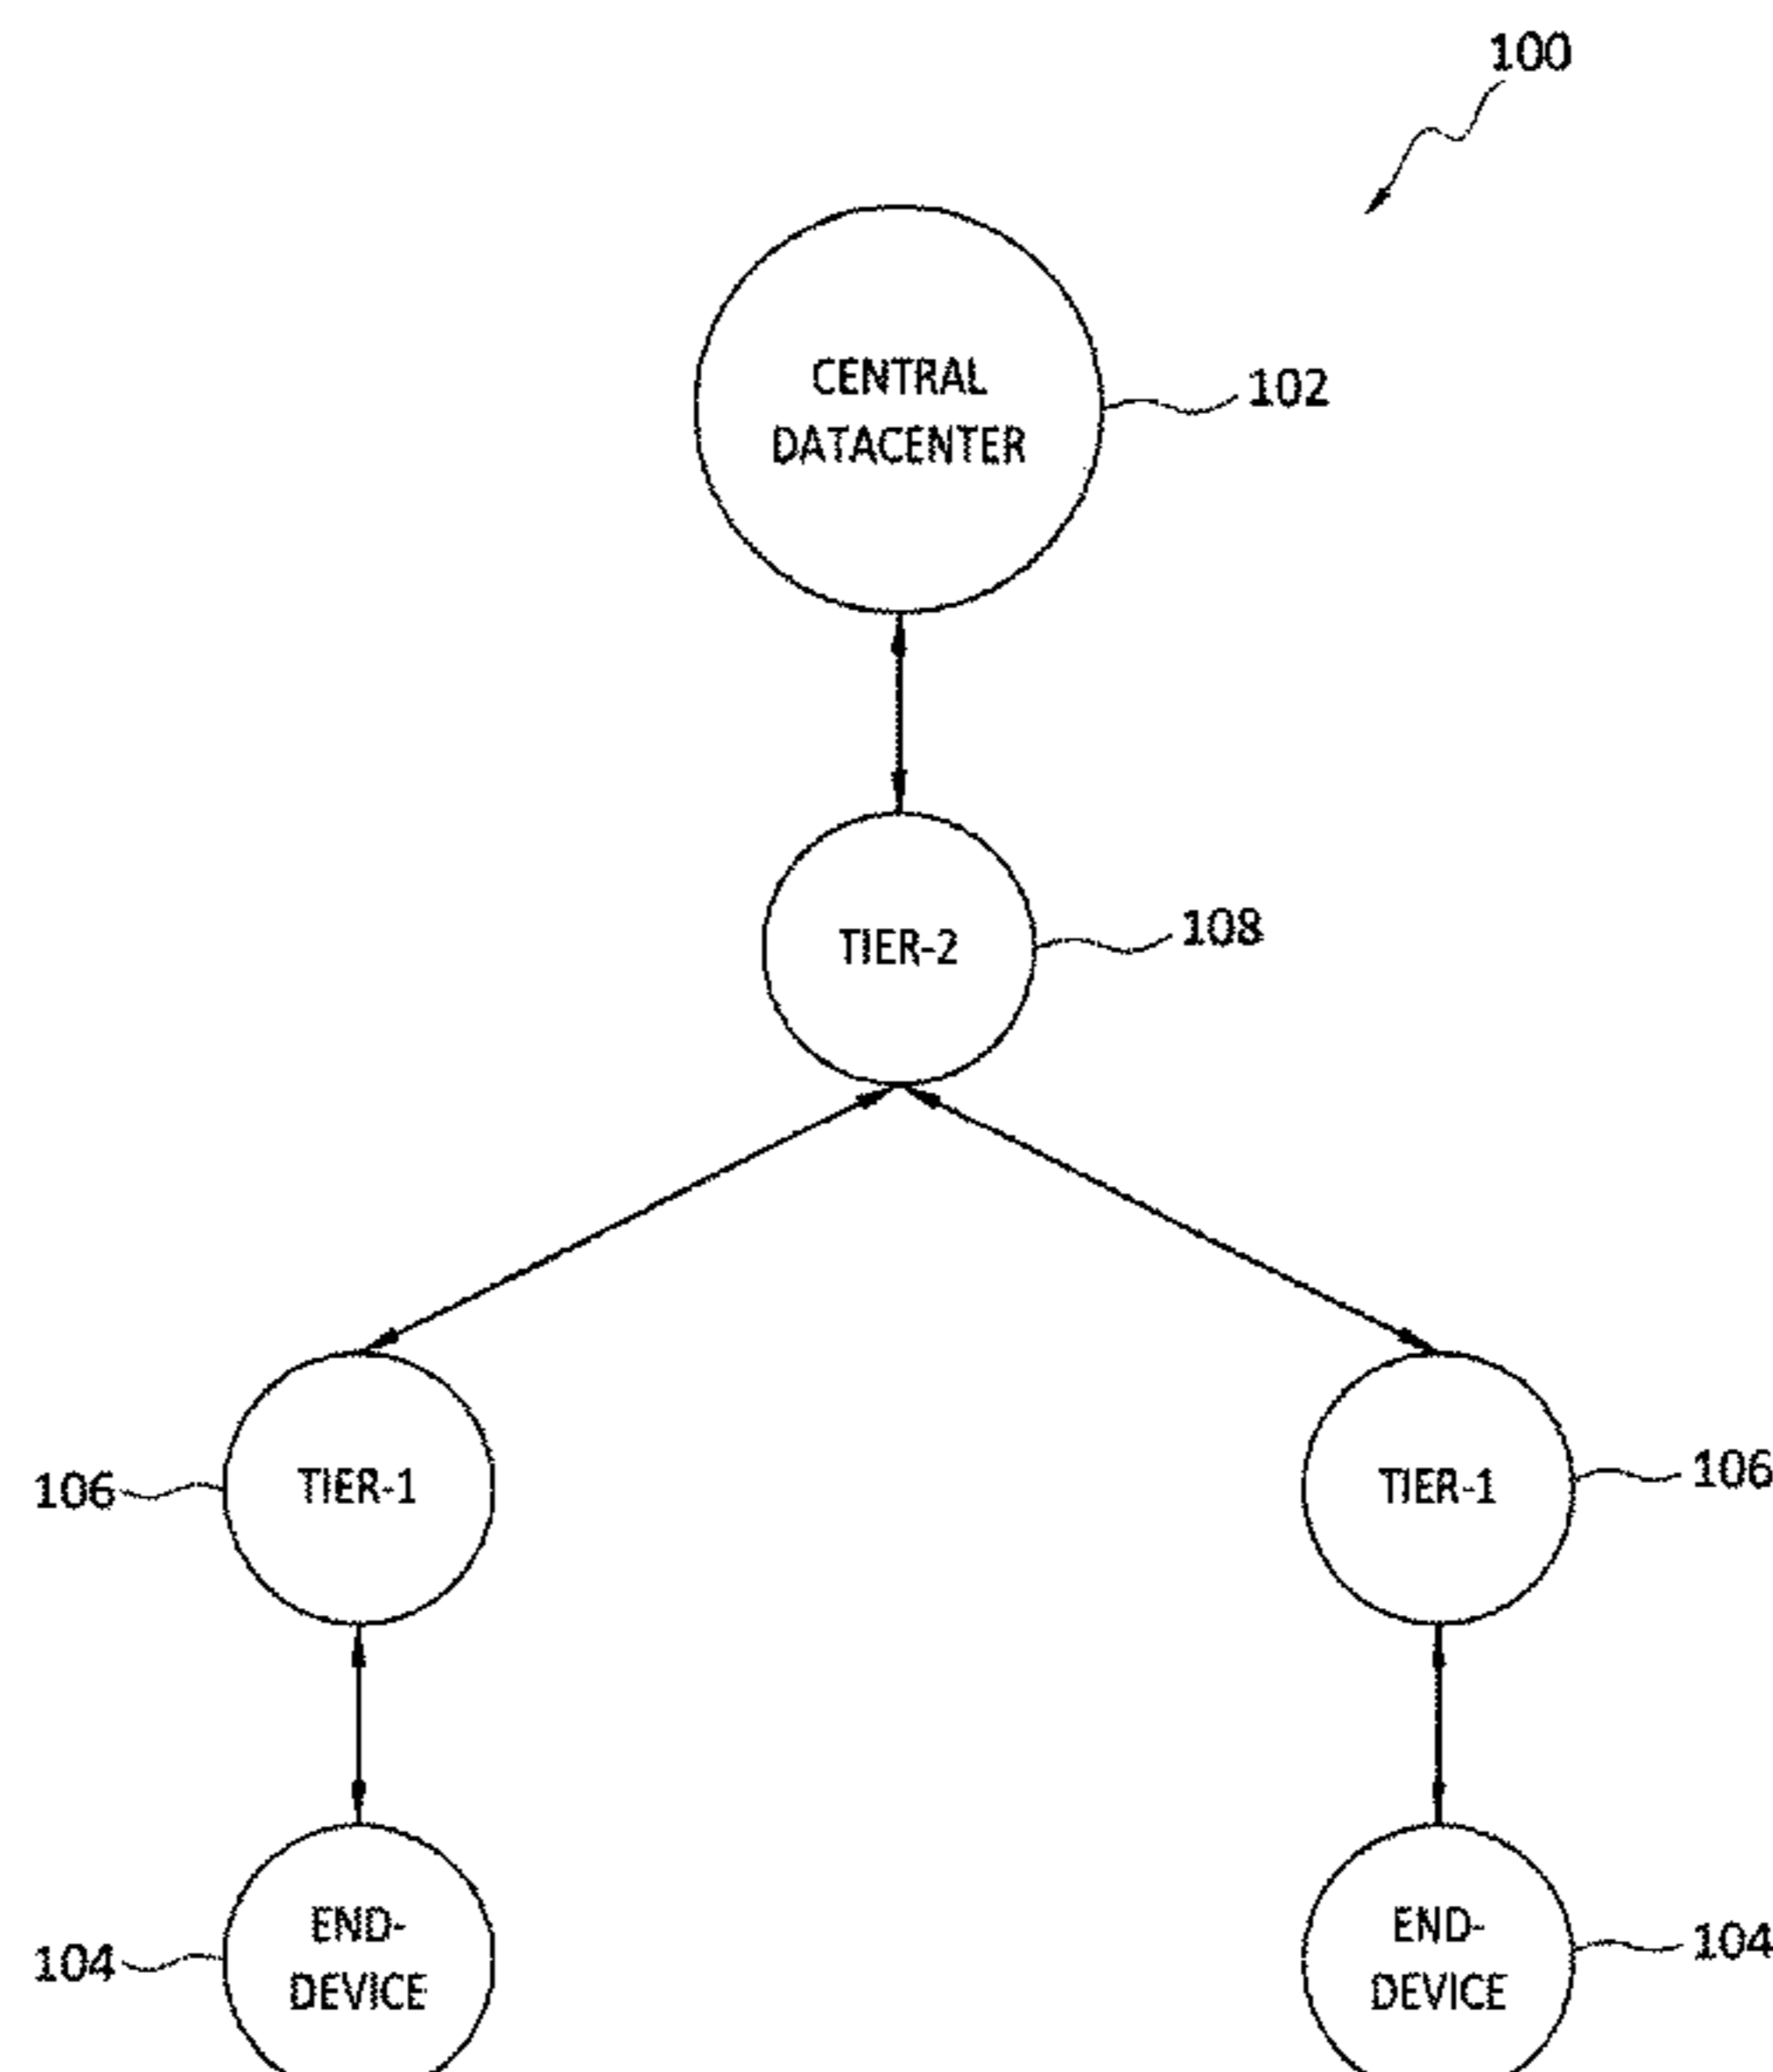 100
CENTRAL
DATACENTER
102
TIER-2
108
106
TIER-1
TIER-1
106
104
END-
DEVICE
END-
DEVICE
104